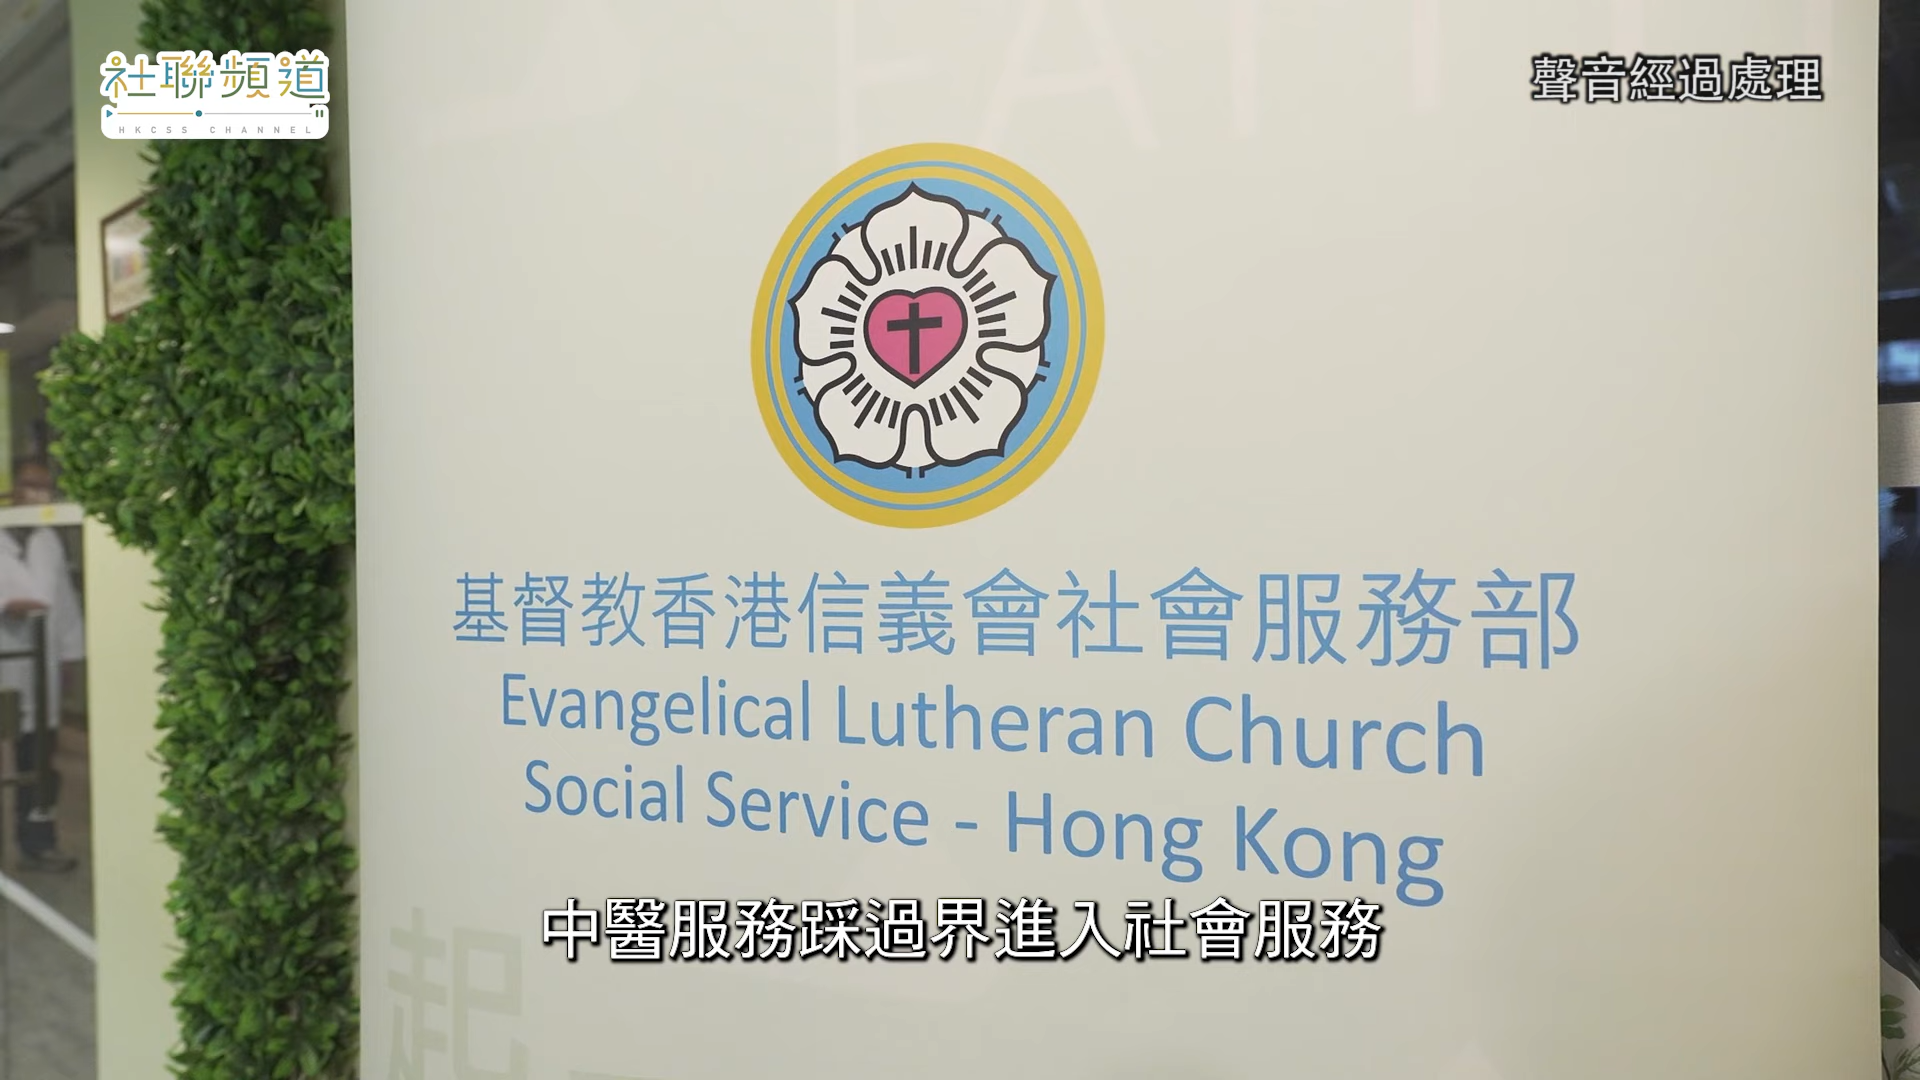 社聯頻道
HKCSS CHANNEL
聲音經過處理
基督教香港信義會社會服務部
Evangelical Lutheran Church
Social Service - Hong Kong
中醫服務踩過界進入社會服務
起